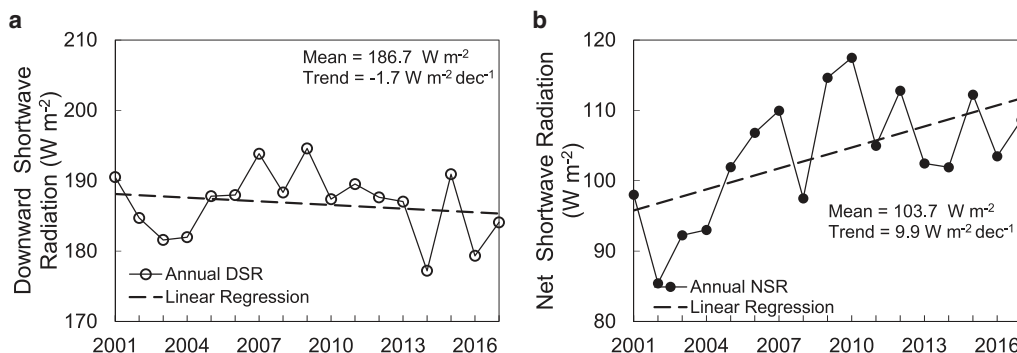 a
Downward Shortwave
Radiation (W m-2)
210
200
190
180
170
Mean = 186.7 W m-2
Trend = -1.7 W m-2 dec-1
Annual DSR
Linear Regression
2001 2004 2007 2010 2013 2016
b
Net Shortwave Radiation
(W m-2)
120
110
100
90
80
Mean = 103.7 W m-2
Trend = 9.9 W m-2 dec-1
Annual NSR
Linear Regression
2001 2004 2007 2010 2013 2016